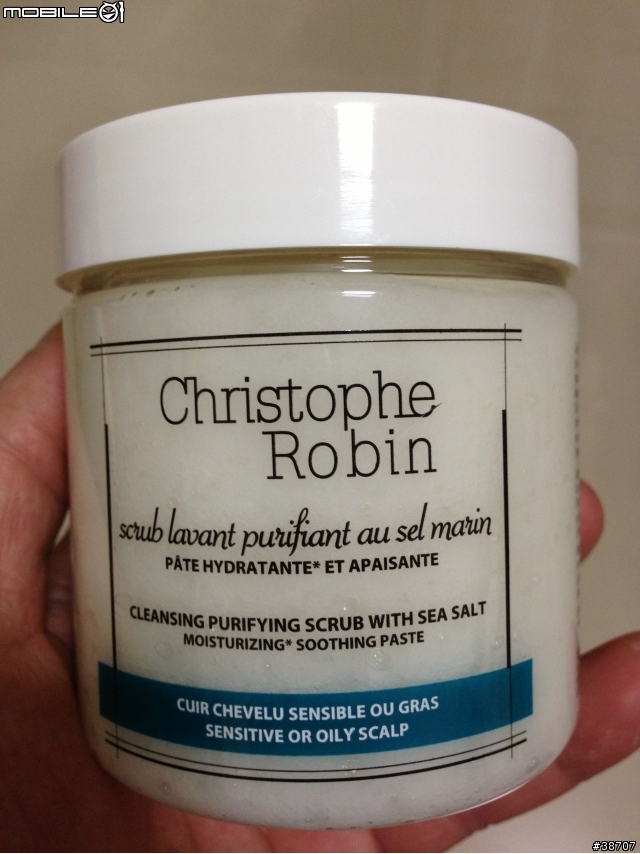 MOBILE01
Christophe
Robin
scrub lavant purifiant au sel marin
PÂTE HYDRATANTE* ET APAISANTE
CLEANSING PURIFYING SCRUB WITH SEA SALT
MOISTURIZING* SOOTHING PASTE
CUIR CHEVELU SENSIBLE OU GRAS
SENSITIVE OR OILY SCALP
#38707